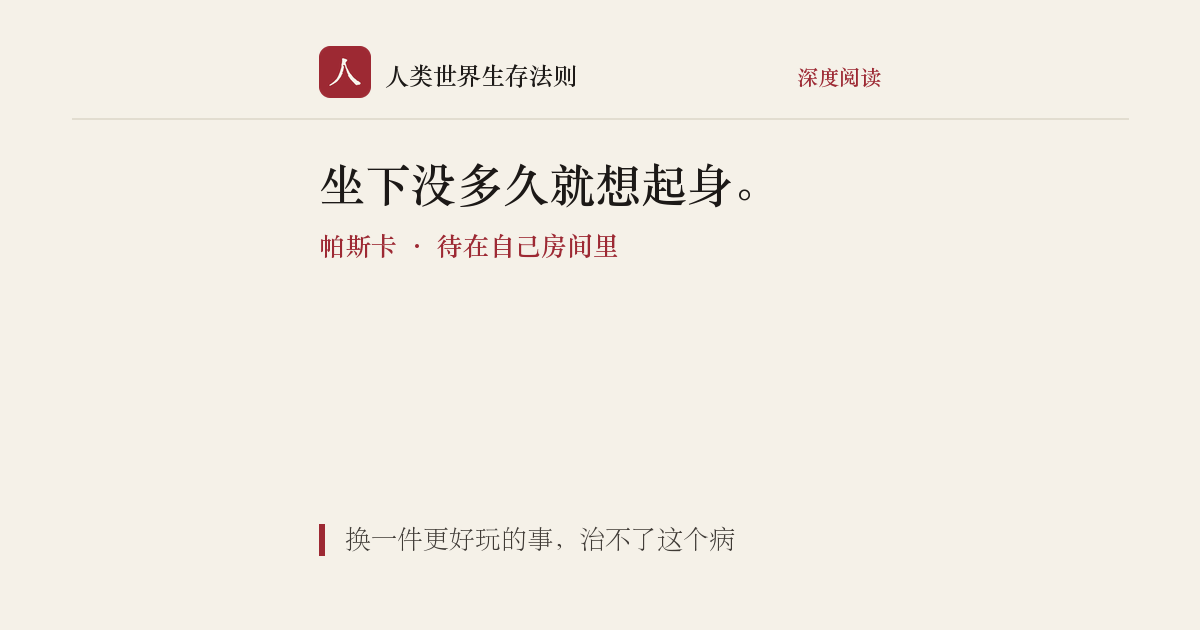 人
人类世界生存法则
深度阅读
坐下没多久就想起身。
帕斯卡 · 待在自己房间里
换一件更好玩的事，治不了这个病